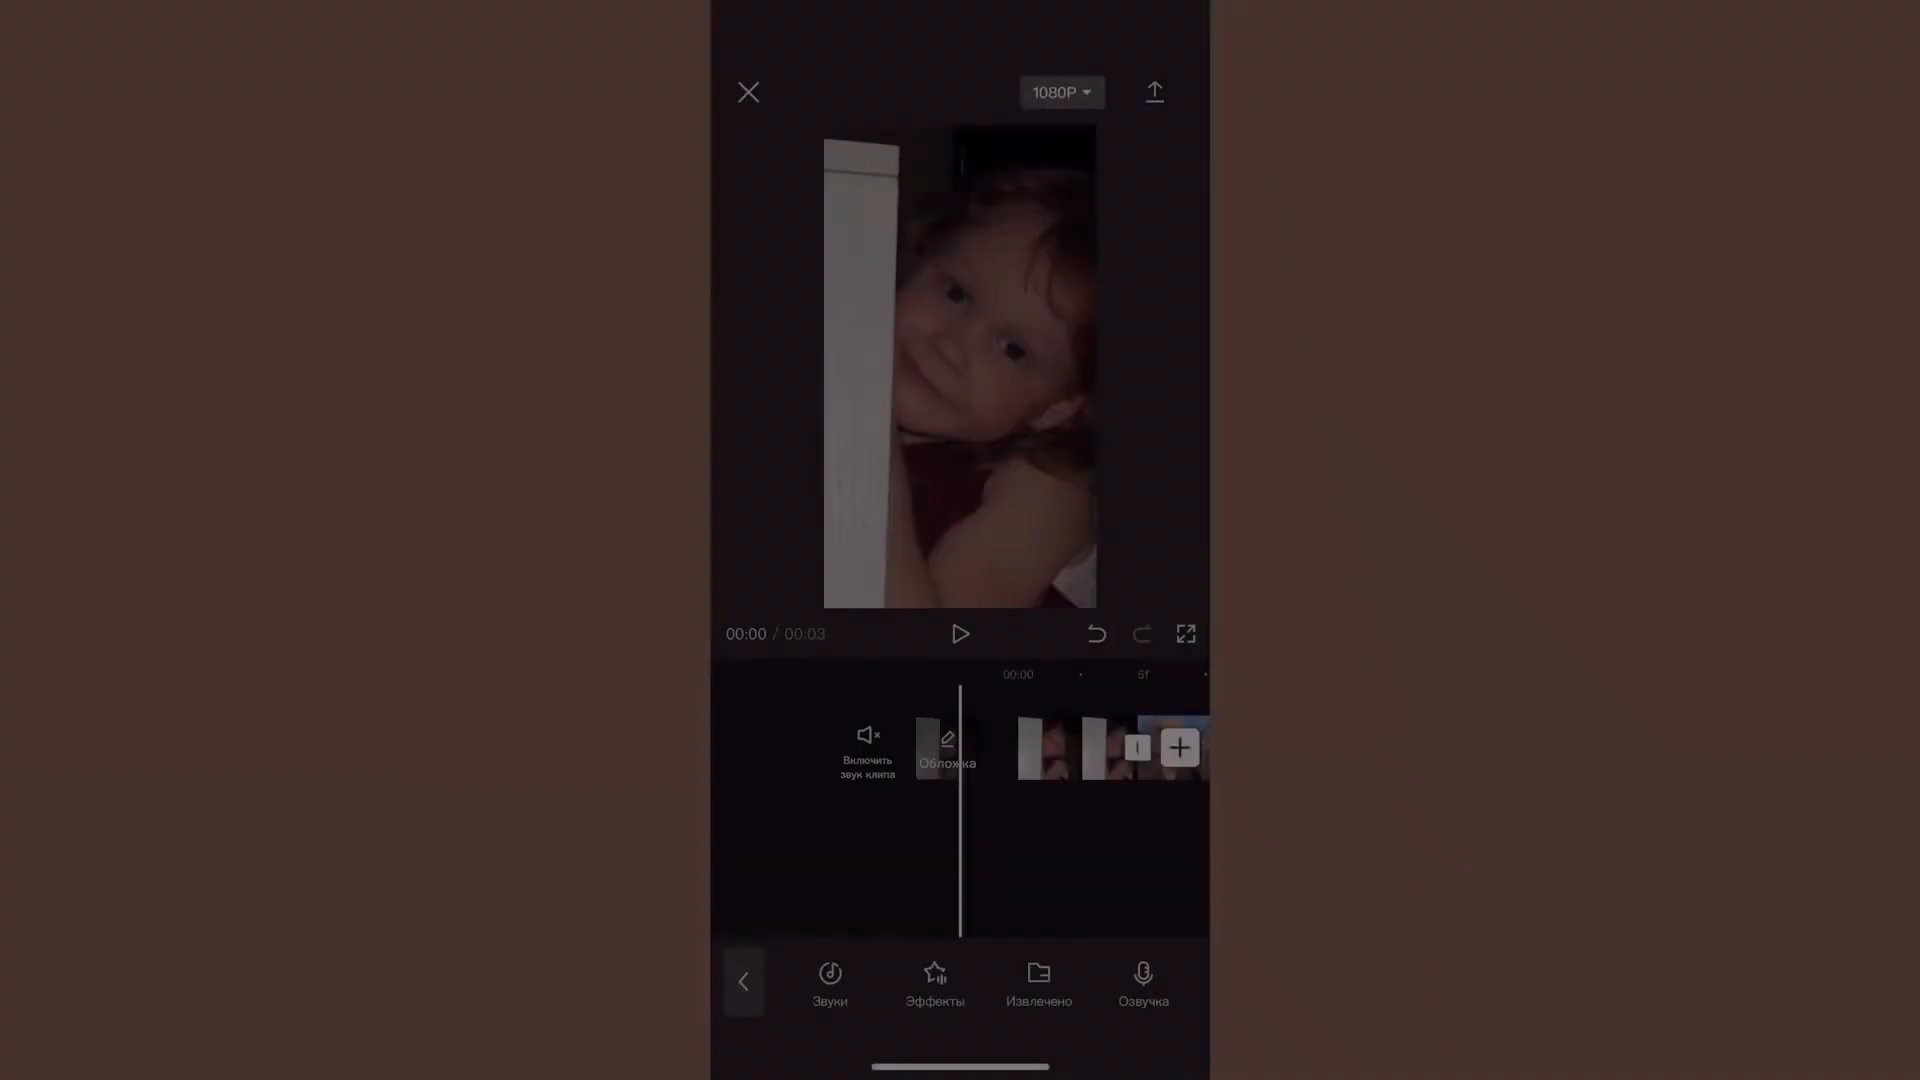 1080P
00:00 / 00:03
00:00
5f
Включить
звук клипа
Обложка
Звуки
Эффекты
Извлечено
Озвучка